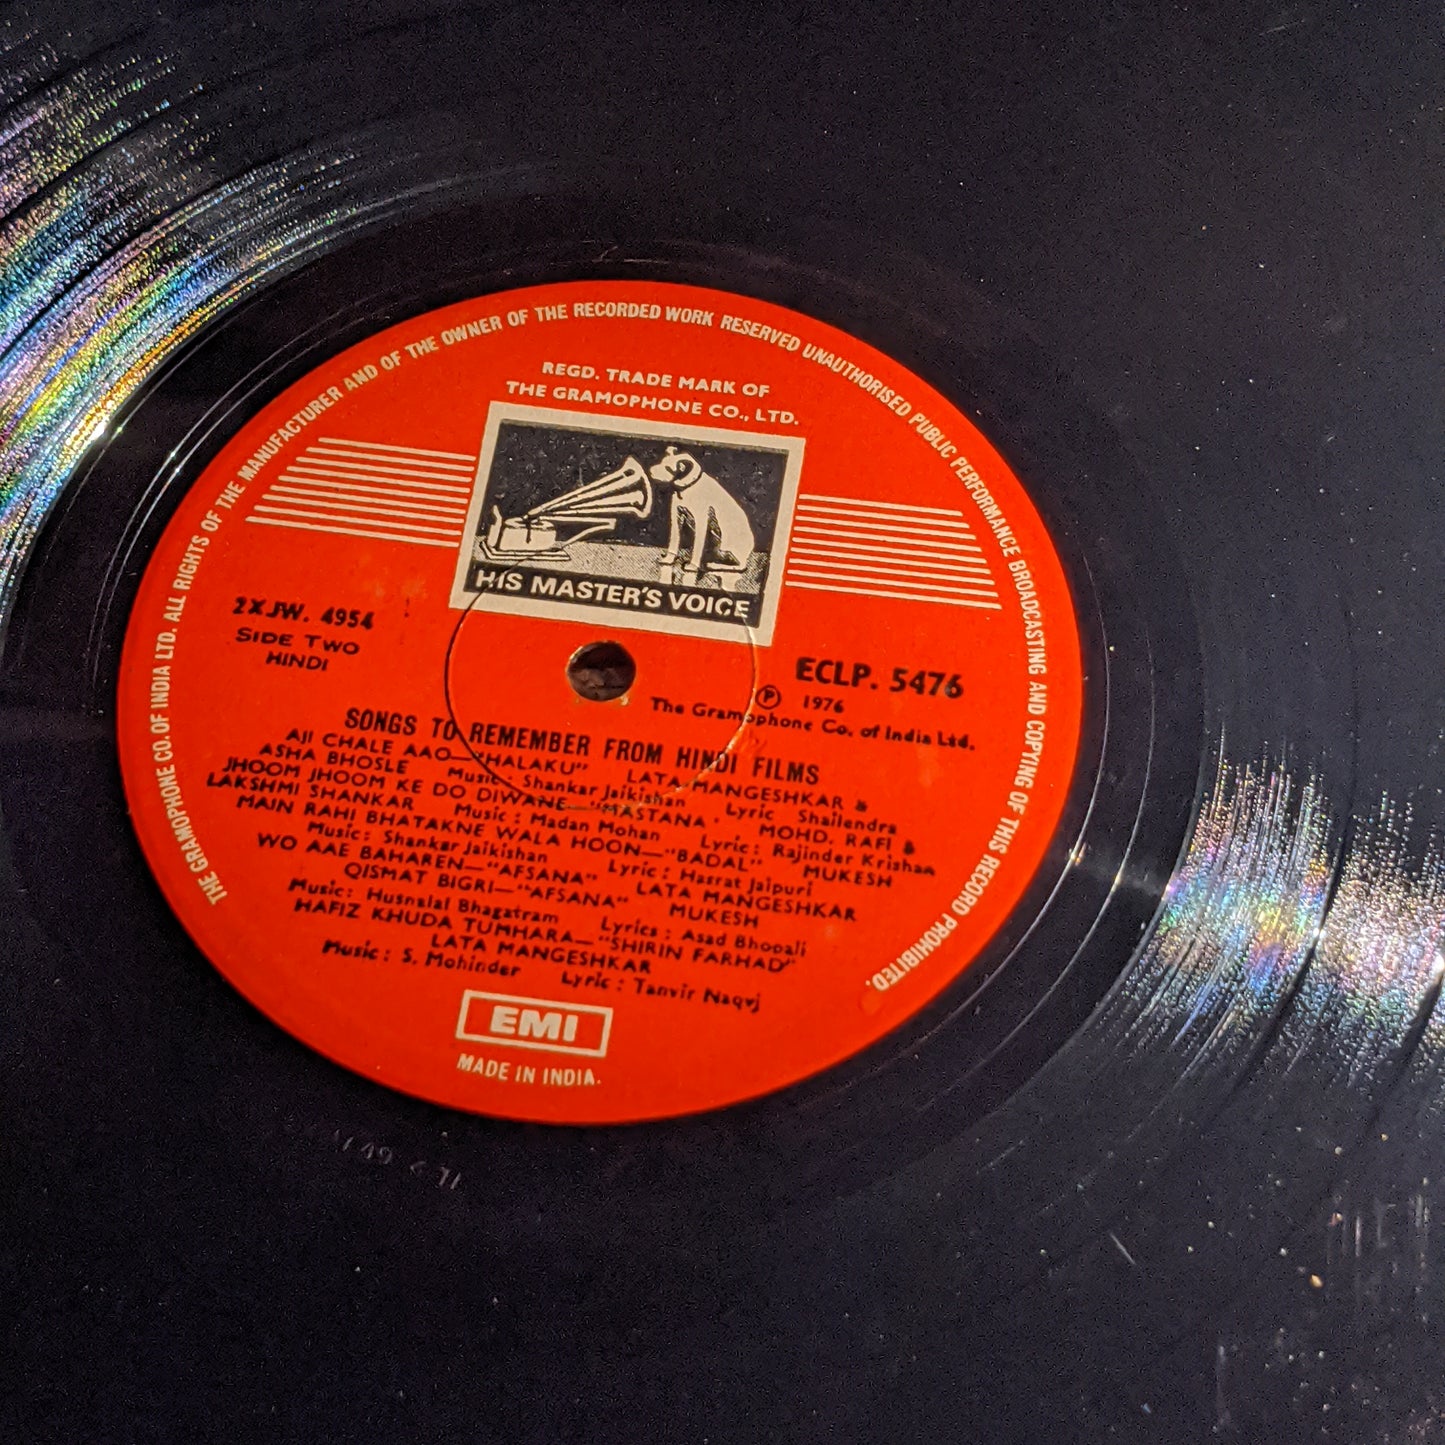 THE GRAMOPHONE CO. OF INDIA LTD. ALL RIGHTS OF THE MANUFACTURER AND OF THE OWNER OF THE RECORDED WORK RESERVED UNAUTHORISED PUBLIC PERFORMANCE BROADCASTING AND COPYING OF THIS RECORD PROHIBITED.
REGD. TRADE MARK OF
THE GRAMOPHONE CO., LTD.
HIS MASTER'S VOICE
2XJW. 4954
SIDE TWO
HINDI
ECLP. 5476
Ⓟ 1976
The Gramophone Co. of India Ltd.
SONGS TO REMEMBER FROM HINDI FILMS
AJI CHALE AAO—"HALAKU" LATA MANGESHKAR &
ASHA BHOSLE Music: Shankar Jaikishan Lyric Shailendra
JHOOM JHOOM KE DO DIWANE—"MASTANA" MOHD. RAFI &
LAKSHMI SHANKAR Music: Madan Mohan Lyric: Rajinder Krishan
MAIN RAHI BHATAKNE WALA HOON—"BADAL" MUKESH
Music: Shankar Jaikishan Lyric: Hasrat Jaipuri
WO AAE BAHAREN—"AFSANA" LATA MANGESHKAR
QISMAT BIGRI—"AFSANA" MUKESH
Music: Husnalal Bhagatram Lyrics: Asad Bhopali
HAFIZ KHUDA TUMHARA—"SHIRIN FARHAD"
LATA MANGESHKAR
Music: S. Mohinder Lyric: Tanvir Naqvi
EMI
MADE IN INDIA.